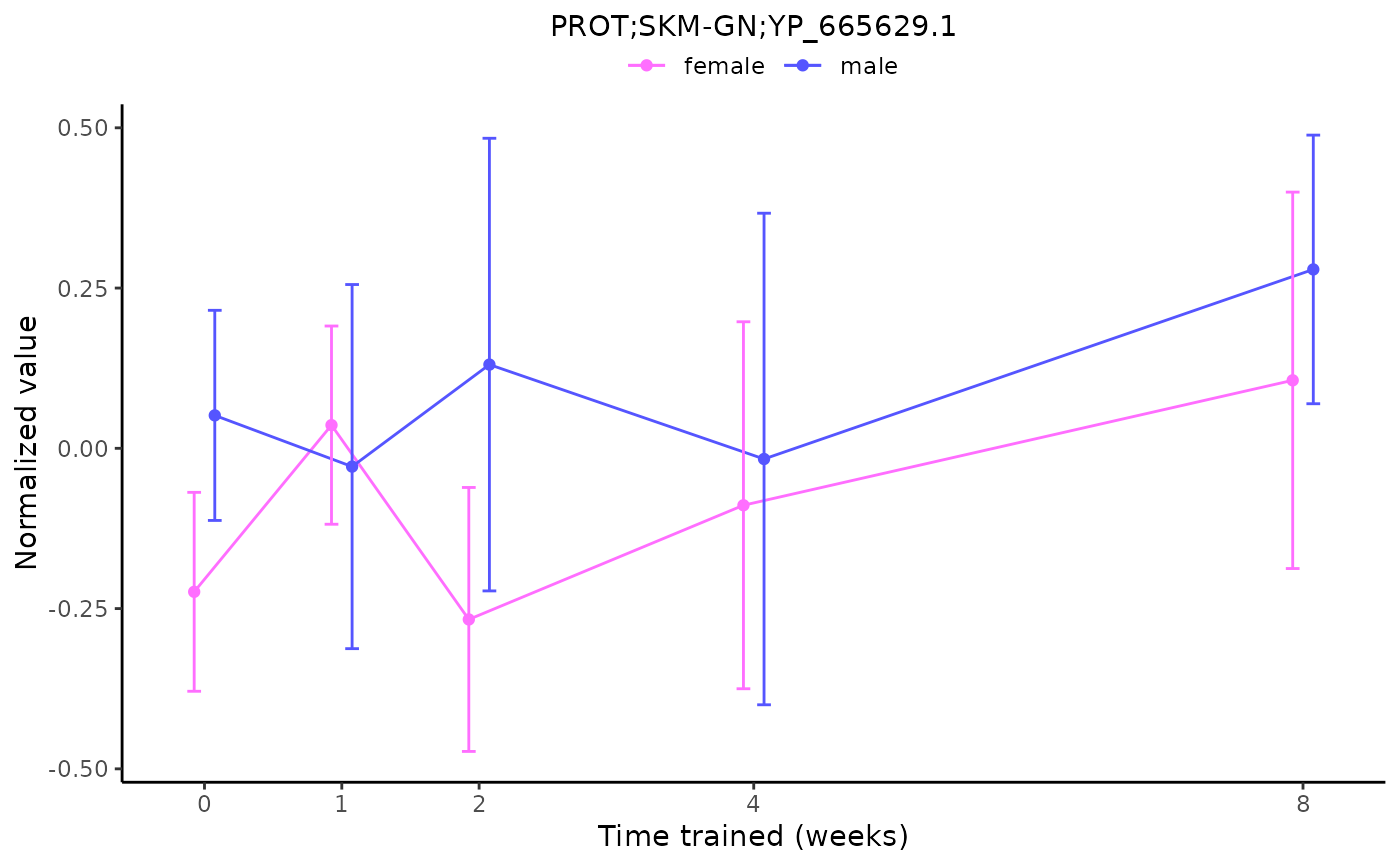 PROT;SKM-GN;YP_665629.1
female male
0.50
0.25
0.00
-0.25
-0.50
Normalized value
0 1 2 4 8
Time trained (weeks)